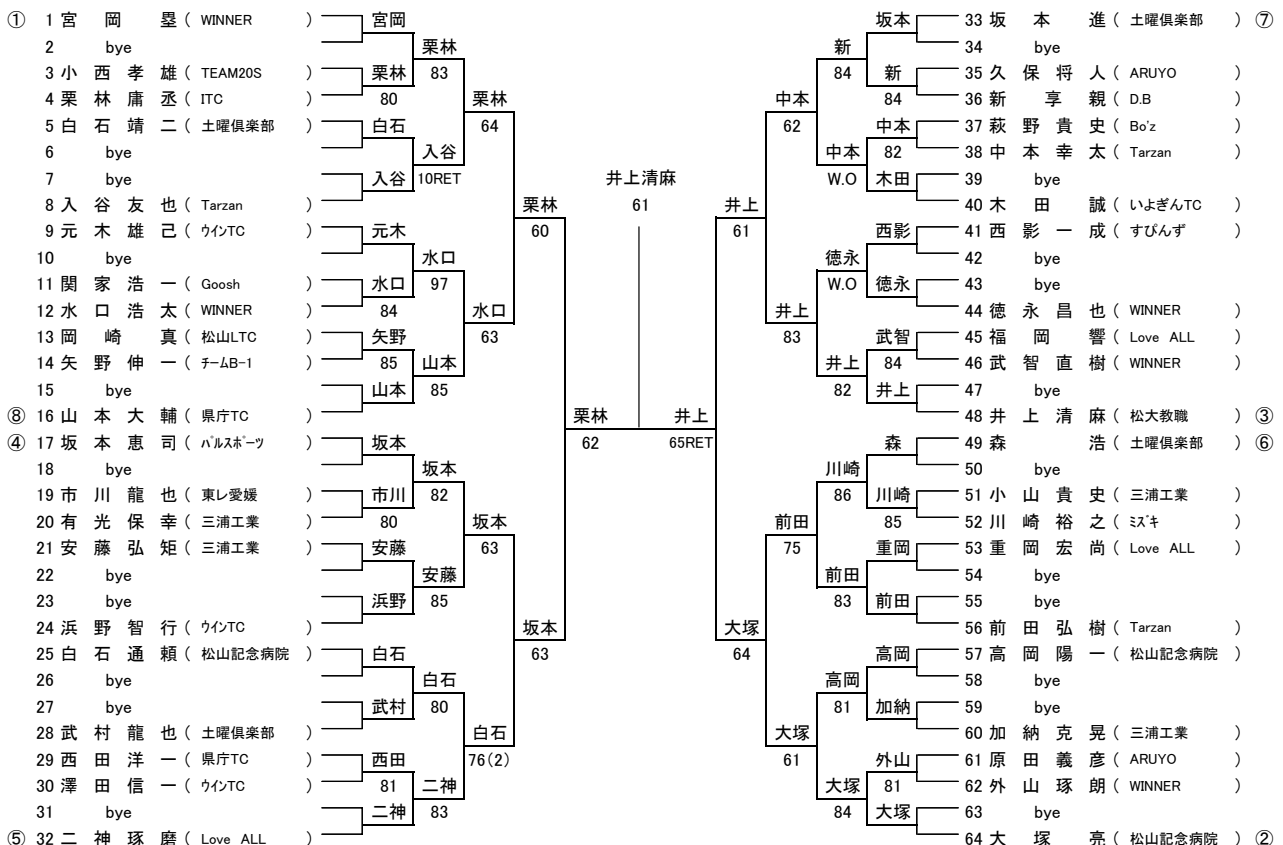 ① 1 宮 岡 塁 ( WINNER )
2 bye
3 小 西 孝 雄 ( TEAM20S )
4 栗 林 庸 丞 ( ITC )
5 白 石 靖 二 ( 土曜倶楽部 )
6 bye
7 bye
8 入 谷 友 也 ( Tarzan )
9 元 木 雄 己 ( ウインTC )
10 bye
11 関 家 浩 一 ( Goosh )
12 水 口 浩 太 ( WINNER )
13 岡 崎 真 ( 松山LTC )
14 矢 野 伸 一 ( チームB-1 )
15 bye
⑧ 16 山 本 大 輔 ( 県庁TC )
④ 17 坂 本 恵 司 ( パルスポーツ )
18 bye
19 市 川 龍 也 ( 東レ愛媛 )
20 有 光 保 幸 ( 三浦工業 )
21 安 藤 弘 矩 ( 三浦工業 )
22 bye
23 bye
24 浜 野 智 行 ( ウインTC )
25 白 石 通 頼 ( 松山記念病院 )
26 bye
27 bye
28 武 村 龍 也 ( 土曜倶楽部 )
29 西 田 洋 一 ( 県庁TC )
30 澤 田 信 一 ( ウインTC )
31 bye
⑤ 32 二 神 琢 磨 ( Love ALL )
宮岡
栗林
80
白石
入谷
元木
水口
84
矢野
85
山本
坂本
市川
80
安藤
浜野
白石
武村
西田
81
二神
栗林
83
入谷
10RET
水口
97
山本
85
坂本
82
安藤
85
白石
80
二神
83
栗林
64
水口
63
坂本
63
白石
76(2)
栗林
60
坂本
63
栗林
62
井上清麻
61
井上
65RET
井上
61
大塚
64
中本
62
井上
83
前田
75
大塚
61
新
84
中本
W.O
徳永
W.O
井上
82
川崎
86
前田
83
高岡
81
大塚
84
坂本
新
84
中本
82
木田
西影
徳永
武智
84
井上
森
川崎
85
重岡
前田
高岡
加納
外山
81
大塚
33 坂 本 進 ( 土曜倶楽部 ) ⑦
34 bye
35 久 保 将 人 ( ARUYO )
36 新 享 親 ( D.B )
37 萩 野 貴 史 ( Bo'z )
38 中 本 幸 太 ( Tarzan )
39 bye
40 木 田 誠 ( いよぎんTC )
41 西 影 一 成 ( すぴんず )
42 bye
43 bye
44 徳 永 昌 也 ( WINNER )
45 福 岡 響 ( Love ALL )
46 武 智 直 樹 ( WINNER )
47 bye
48 井 上 清 麻 ( 松大教職 ) ③
49 森 浩 ( 土曜倶楽部 ) ⑥
50 bye
51 小 山 貴 史 ( 三浦工業 )
52 川 崎 裕 之 ( ミズキ )
53 重 岡 宏 尚 ( Love ALL )
54 bye
55 bye
56 前 田 弘 樹 ( Tarzan )
57 高 岡 陽 一 ( 松山記念病院 )
58 bye
59 bye
60 加 納 克 晃 ( 三浦工業 )
61 原 田 義 彦 ( ARUYO )
62 外 山 琢 朗 ( WINNER )
63 bye
64 大 塚 亮 ( 松山記念病院 ) ②